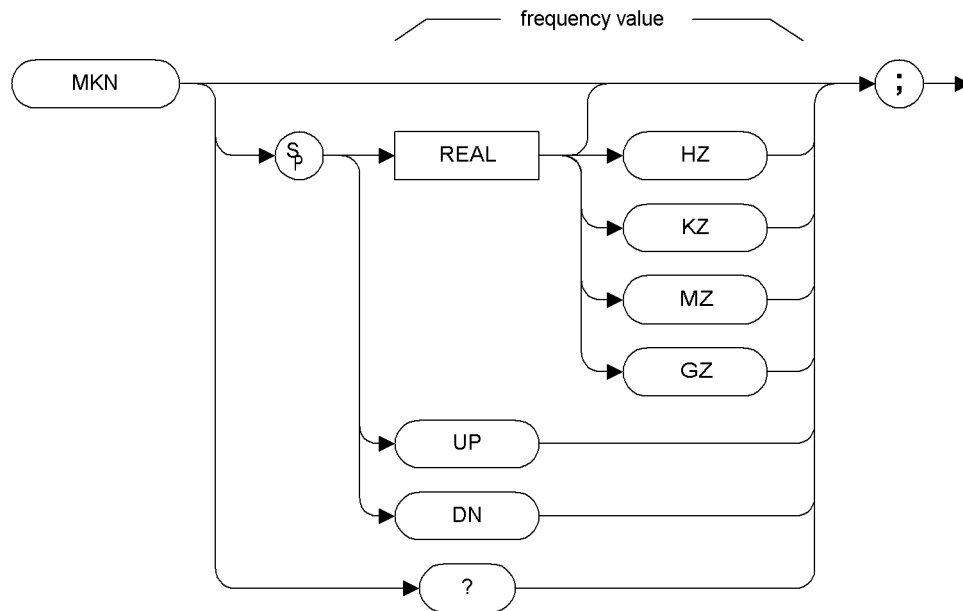 frequency value
MKN
;
SP
REAL
HZ
KZ
MZ
GZ
UP
DN
?